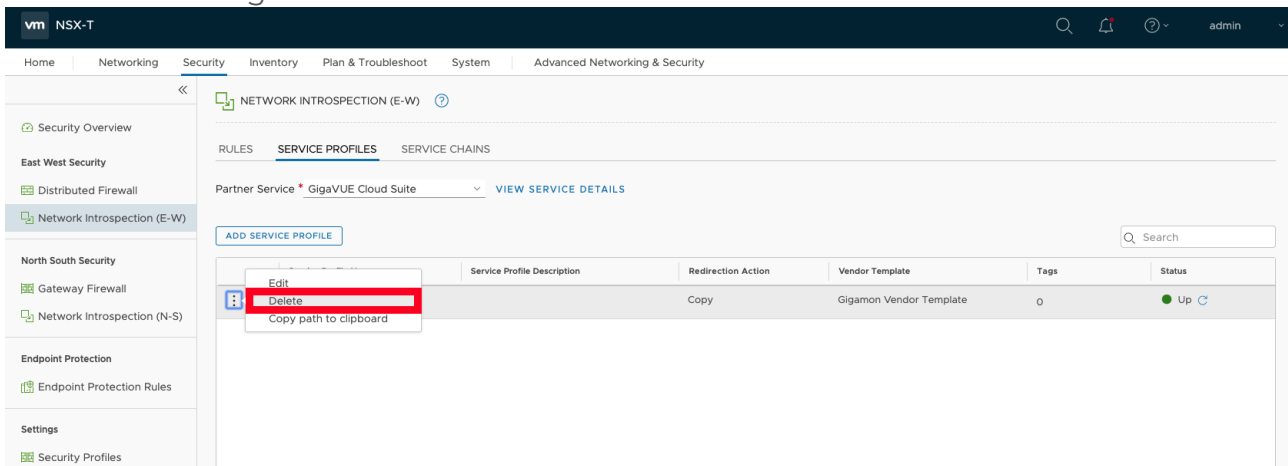 vm NSX-T
admin
Home Networking Security Inventory Plan & Troubleshoot System Advanced Networking & Security
NETWORK INTROSPECTION (E-W)
Security Overview
RULES SERVICE PROFILES SERVICE CHAINS
East West Security
Partner Service * GigaVUE Cloud Suite VIEW SERVICE DETAILS
Distributed Firewall
Network Introspection (E-W)
ADD SERVICE PROFILE
Search
North South Security
Service Profile Description Redirection Action Vendor Template Tags Status
Edit
Gateway Firewall
Delete
Copy Gigamon Vendor Template 0 Up
Network Introspection (N-S)
Copy path to clipboard
Endpoint Protection
Endpoint Protection Rules
Settings
Security Profiles